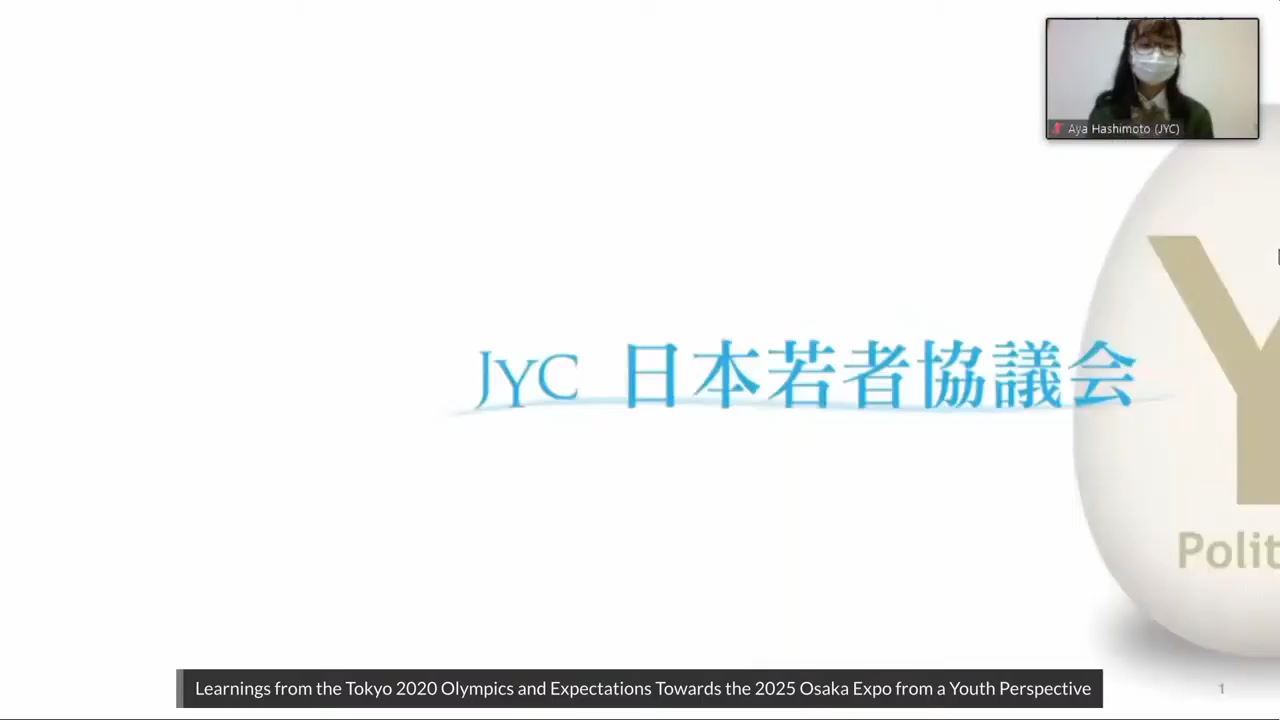 Aya Hashimoto (JYC)
JYC 日本若者協議会
Y
Polit
Learnings from the Tokyo 2020 Olympics and Expectations Towards the 2025 Osaka Expo from a Youth Perspective
1